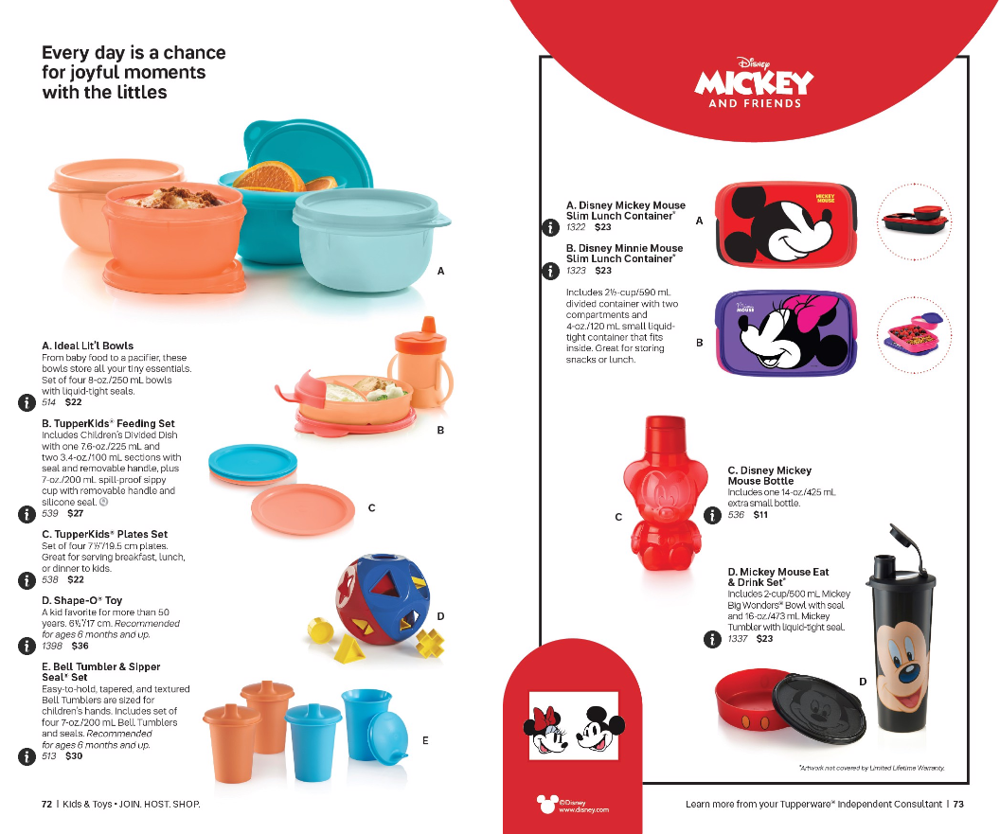 Every day is a chance
for joyful moments
with the littles
A
A. Ideal Lit'l Bowls
From baby food to a pacifier, these
bowls store all your tiny essentials.
Set of four 8-oz./250 mL bowls
with liquid-tight seals.
i 514 $22
B
B. TupperKids® Feeding Set
Includes Children's Divided Dish
with one 7.6-oz./225 mL and
two 3.4-oz./100 mL sections with
seal and removable handle, plus
7-oz./200 mL spill-proof sippy
cup with removable handle and
silicone seal.
i 539 $27
C
C. TupperKids® Plates Set
Set of four 7½"/19.5 cm plates.
Great for serving breakfast, lunch,
or dinner to kids.
i 538 $22
D. Shape-O® Toy
A kid favorite for more than 50
years. 6½"/17 cm. Recommended
for ages 6 months and up.
i 1398 $36
D
E. Bell Tumbler & Sipper
Seal® Set
Easy-to-hold, tapered, and textured
Bell Tumblers are sized for
children's hands. Includes set of
four 7-oz./200 mL Bell Tumblers
and seals. Recommended
for ages 6 months and up.
i 513 $30
E
72 | Kids & Toys • JOIN. HOST. SHOP.
Disney
MICKEY
AND FRIENDS
A. Disney Mickey Mouse
Slim Lunch Container*
i 1322 $23
A
MICKEY
MOUSE
B. Disney Minnie Mouse
Slim Lunch Container*
i 1323 $23
Includes 2½-cup/590 mL
divided container with two
compartments and
4-oz./120 mL small liquid-
tight container that fits
inside. Great for storing
snacks or lunch.
B
Minnie
MOUSE
C
C. Disney Mickey
Mouse Bottle
Includes one 14-oz./425 mL
extra small bottle.
i 536 $11
D. Mickey Mouse Eat
& Drink Set*
Includes 2-cup/500 mL Mickey
Big Wonders® Bowl with seal
and 16-oz./473 mL Mickey
Tumbler with liquid-tight seal.
i 1337 $23
D
*Artwork not covered by Limited Lifetime Warranty.
©Disney
www.disney.com
Learn more from your Tupperware® Independent Consultant | 73